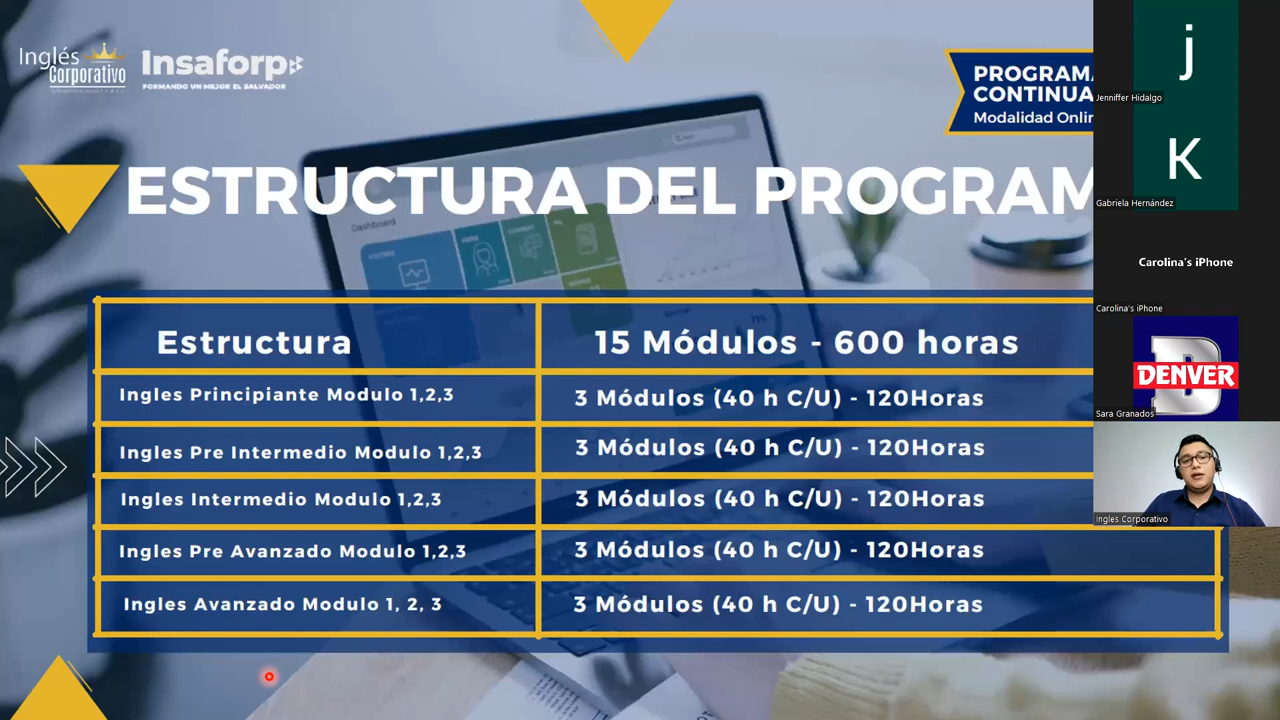 Inglés
Corporativo
Insaforp
FORMANDO UN MEJOR EL SALVADOR
PROGRAMA
CONTINUA
Modalidad Onlin
ESTRUCTURA DEL PROGRAM
Dashboard
Estructura
15 Módulos - 600 horas
Ingles Principiante Modulo 1,2,3
3 Módulos (40 h C/U) - 120Horas
Ingles Pre Intermedio Modulo 1,2,3
3 Módulos (40 h C/U) - 120Horas
Ingles Intermedio Modulo 1,2,3
3 Módulos (40 h C/U) - 120Horas
Ingles Pre Avanzado Modulo 1,2,3
3 Módulos (40 h C/U) - 120Horas
Ingles Avanzado Modulo 1, 2, 3
3 Módulos (40 h C/U) - 120Horas
j
Jenniffer Hidalgo
K
Gabriela Hernández
Carolina's iPhone
Carolina's iPhone
DENVER
Sara Granados
Ingles Corporativo